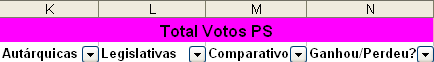 K L M N
Total Votos PS
Autárquicas Legislativas Comparativo Ganhou/Perdeu?